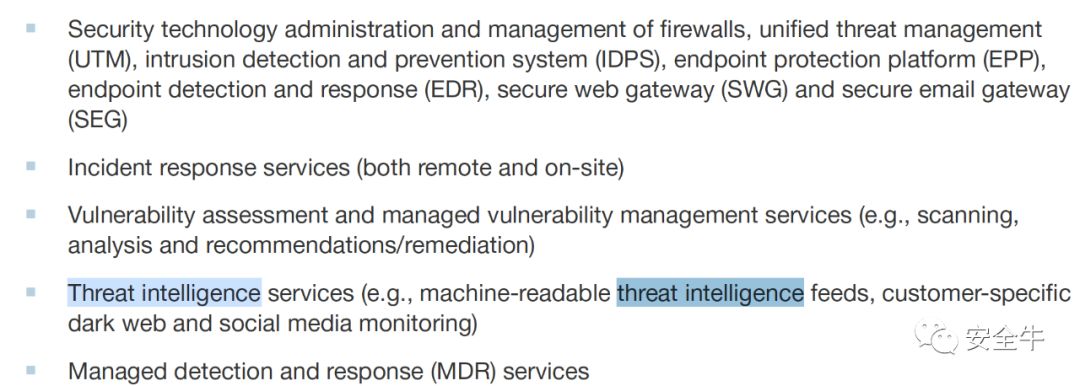 ▪ Security technology administration and management of firewalls, unified threat management
(UTM), intrusion detection and prevention system (IDPS), endpoint protection platform (EPP),
endpoint detection and response (EDR), secure web gateway (SWG) and secure email gateway
(SEG)
▪ Incident response services (both remote and on-site)
▪ Vulnerability assessment and managed vulnerability management services (e.g., scanning,
analysis and recommendations/remediation)
▪ Threat intelligence services (e.g., machine-readable threat intelligence feeds, customer-specific
dark web and social media monitoring)
安全牛
▪ Managed detection and response (MDR) services